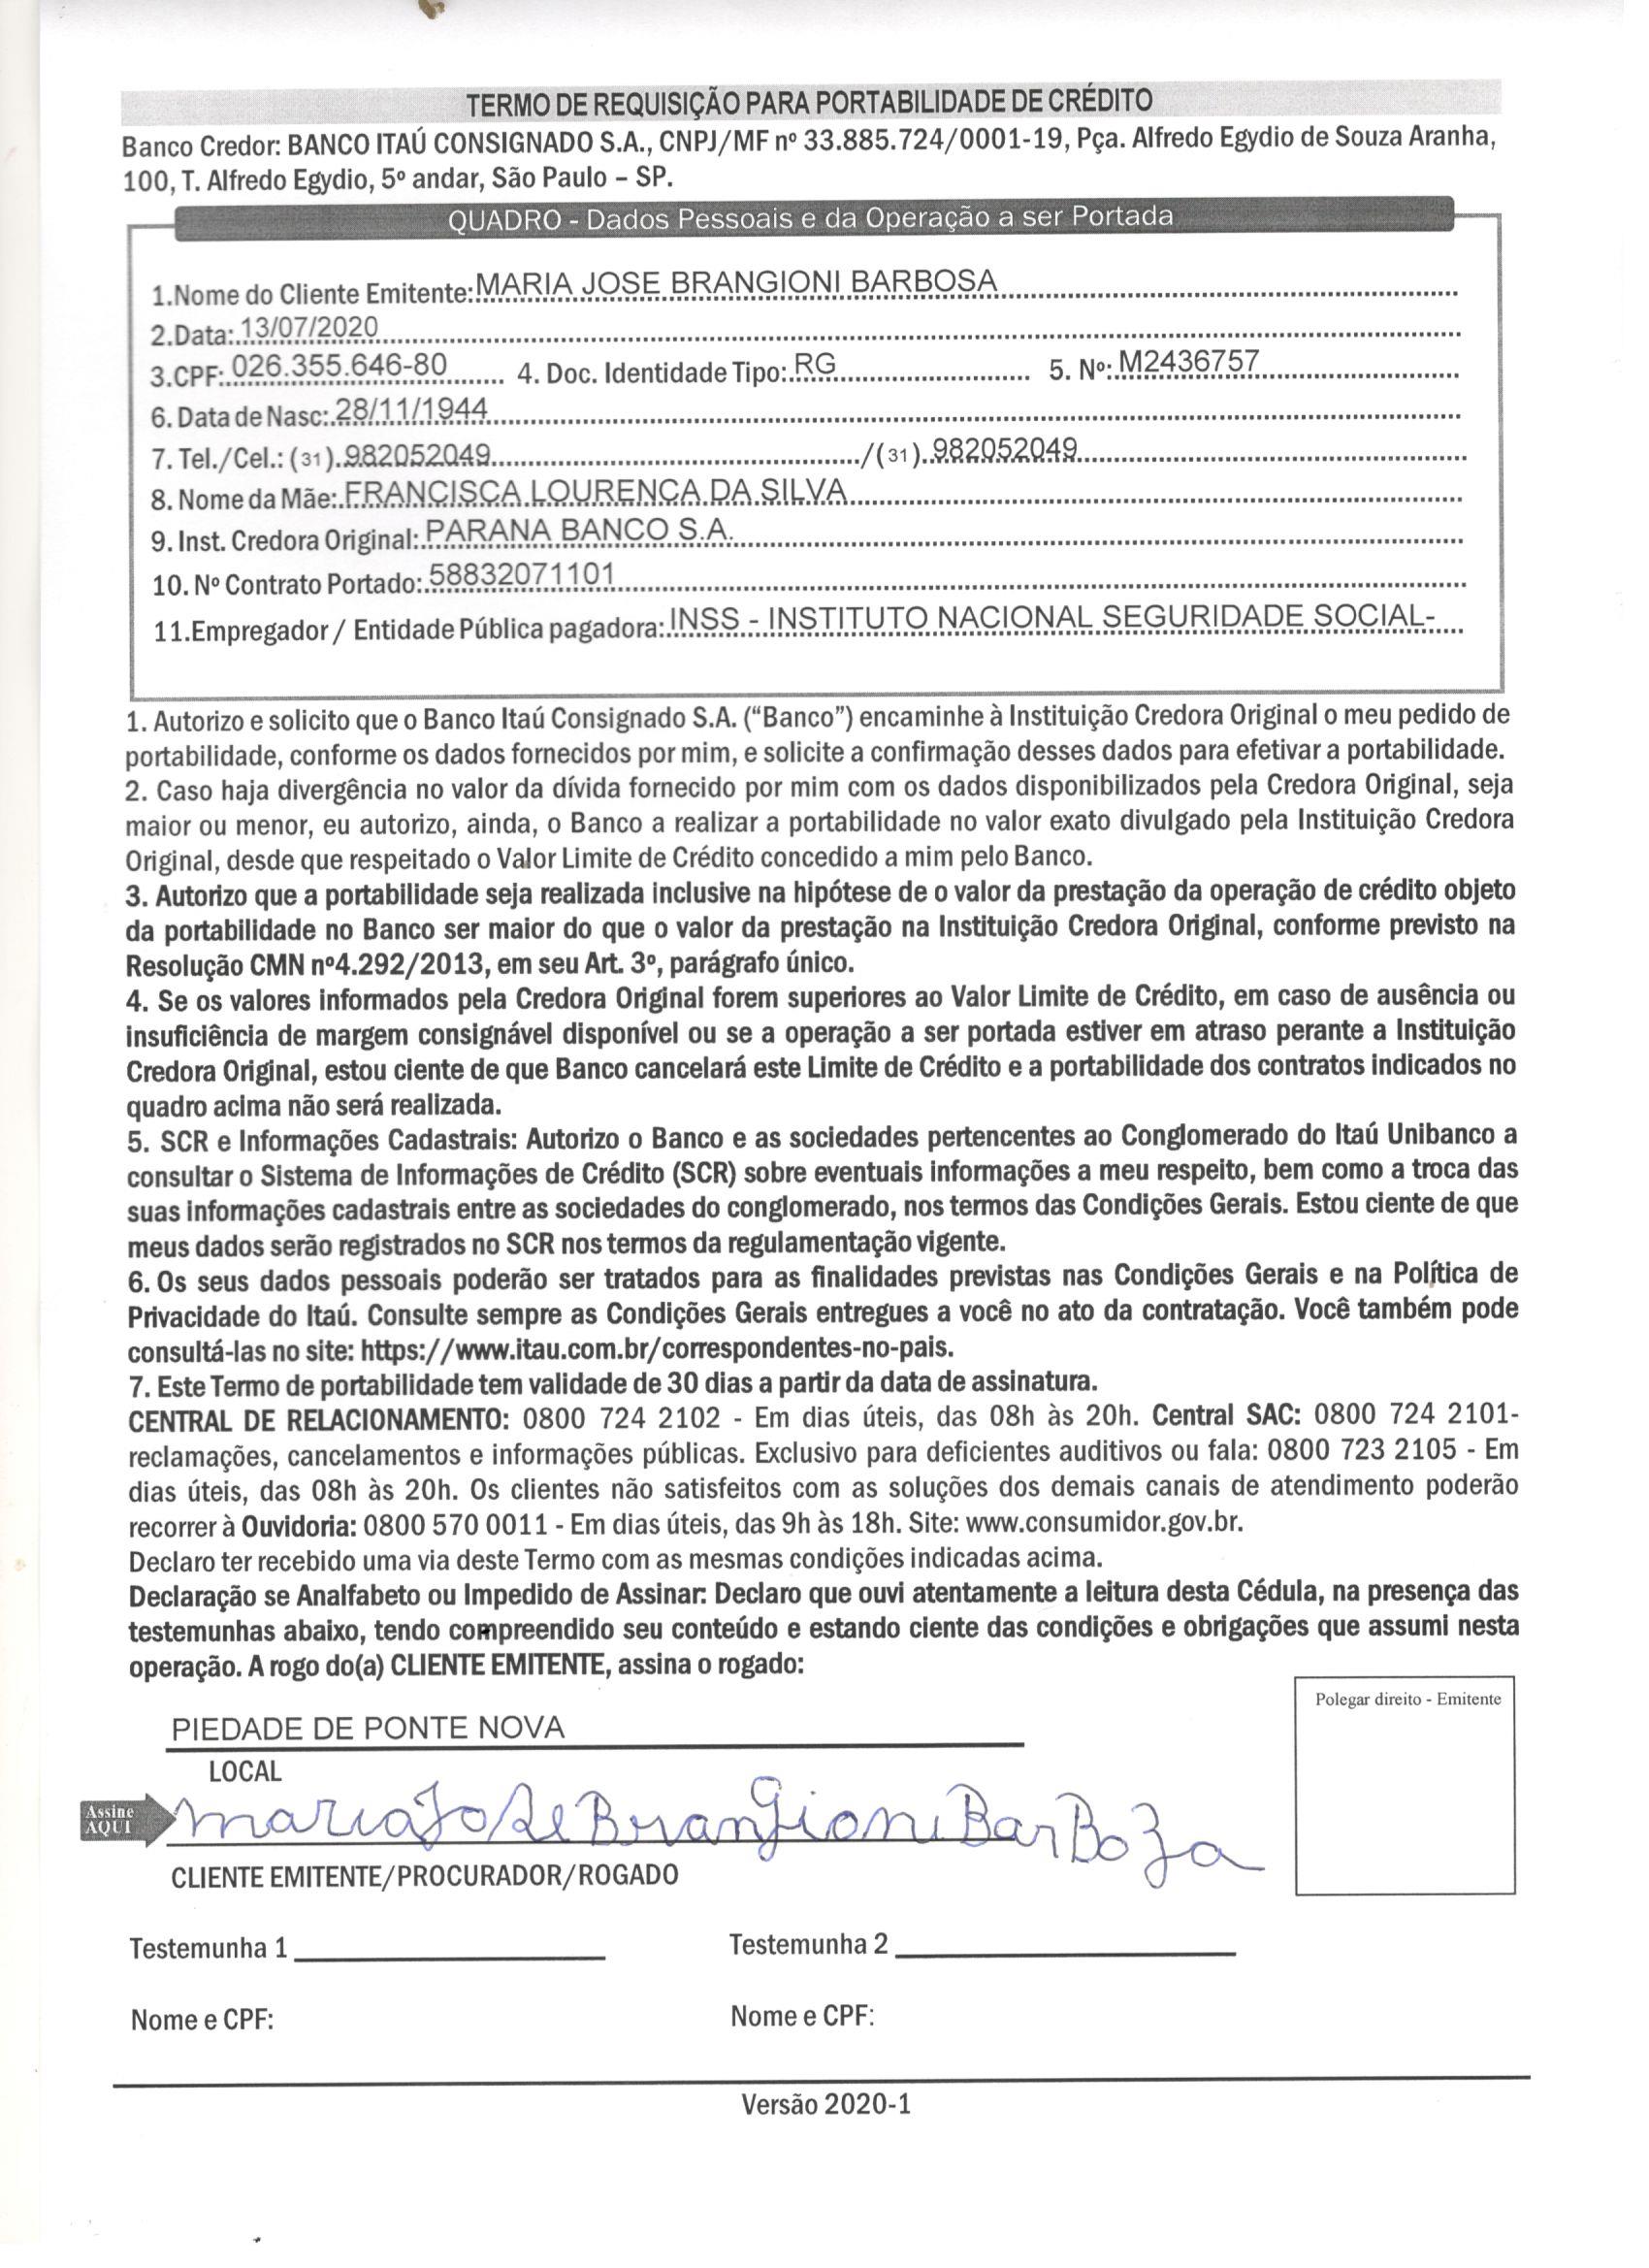 TERMO DE REQUISIÇÃO PARA PORTABILIDADE DE CRÉDITO
Banco Credor: BANCO ITAÚ CONSIGNADO S.A., CNPJ/MF nº 33.885.724/0001-19, Pça. Alfredo Egydio de Souza Aranha,
100, T. Alfredo Egydio, 5º andar, São Paulo – SP.
QUADRO - Dados Pessoais e da Operação a ser Portada
1.Nome do Cliente Emitente: MARIA JOSE BRANGIONI BARBOSA
2.Data: 13/07/2020
3.CPF: 026.355.646-80 4. Doc. Identidade Tipo: RG 5. Nº: M2436757
6. Data de Nasc: 28/11/1944
7. Tel./Cel.: (31) 982052049 /(31) 982052049
8. Nome da Mãe: FRANCISCA LOURENCA DA SILVA
9. Inst. Credora Original: PARANA BANCO S.A.
10. Nº Contrato Portado: 58832071101
11.Empregador / Entidade Pública pagadora: INSS - INSTITUTO NACIONAL SEGURIDADE SOCIAL-
1. Autorizo e solicito que o Banco Itaú Consignado S.A. (“Banco”) encaminhe à Instituição Credora Original o meu pedido de
portabilidade, conforme os dados fornecidos por mim, e solicite a confirmação desses dados para efetivar a portabilidade.
2. Caso haja divergência no valor da dívida fornecido por mim com os dados disponibilizados pela Credora Original, seja
maior ou menor, eu autorizo, ainda, o Banco a realizar a portabilidade no valor exato divulgado pela Instituição Credora
Original, desde que respeitado o Valor Limite de Crédito concedido a mim pelo Banco.
3. Autorizo que a portabilidade seja realizada inclusive na hipótese de o valor da prestação da operação de crédito objeto
da portabilidade no Banco ser maior do que o valor da prestação na Instituição Credora Original, conforme previsto na
Resolução CMN nº4.292/2013, em seu Art. 3º, parágrafo único.
4. Se os valores informados pela Credora Original forem superiores ao Valor Limite de Crédito, em caso de ausência ou
insuficiência de margem consignável disponível ou se a operação a ser portada estiver em atraso perante a Instituição
Credora Original, estou ciente de que Banco cancelará este Limite de Crédito e a portabilidade dos contratos indicados no
quadro acima não será realizada.
5. SCR e Informações Cadastrais: Autorizo o Banco e as sociedades pertencentes ao Conglomerado do Itaú Unibanco a
consultar o Sistema de Informações de Crédito (SCR) sobre eventuais informações a meu respeito, bem como a troca das
suas informações cadastrais entre as sociedades do conglomerado, nos termos das Condições Gerais. Estou ciente de que
meus dados serão registrados no SCR nos termos da regulamentação vigente.
6. Os seus dados pessoais poderão ser tratados para as finalidades previstas nas Condições Gerais e na Política de
Privacidade do Itaú. Consulte sempre as Condições Gerais entregues a você no ato da contratação. Você também pode
consultá-las no site: https://www.itau.com.br/correspondentes-no-pais.
7. Este Termo de portabilidade tem validade de 30 dias a partir da data de assinatura.
CENTRAL DE RELACIONAMENTO: 0800 724 2102 - Em dias úteis, das 08h às 20h. Central SAC: 0800 724 2101-
reclamações, cancelamentos e informações públicas. Exclusivo para deficientes auditivos ou fala: 0800 723 2105 - Em
dias úteis, das 08h às 20h. Os clientes não satisfeitos com as soluções dos demais canais de atendimento poderão
recorrer à Ouvidoria: 0800 570 0011 - Em dias úteis, das 9h às 18h. Site: www.consumidor.gov.br.
Declaro ter recebido uma via deste Termo com as mesmas condições indicadas acima.
Declaração se Analfabeto ou Impedido de Assinar: Declaro que ouvi atentamente a leitura desta Cédula, na presença das
testemunhas abaixo, tendo compreendido seu conteúdo e estando ciente das condições e obrigações que assumi nesta
operação. A rogo do(a) CLIENTE EMITENTE, assina o rogado:
Polegar direito - Emitente
PIEDADE DE PONTE NOVA
LOCAL
Assine
AQUI
maria José Brangioni BarBoza
CLIENTE EMITENTE/PROCURADOR/ROGADO
Testemunha 1 Testemunha 2
Nome e CPF: Nome e CPF:
Versão 2020-1